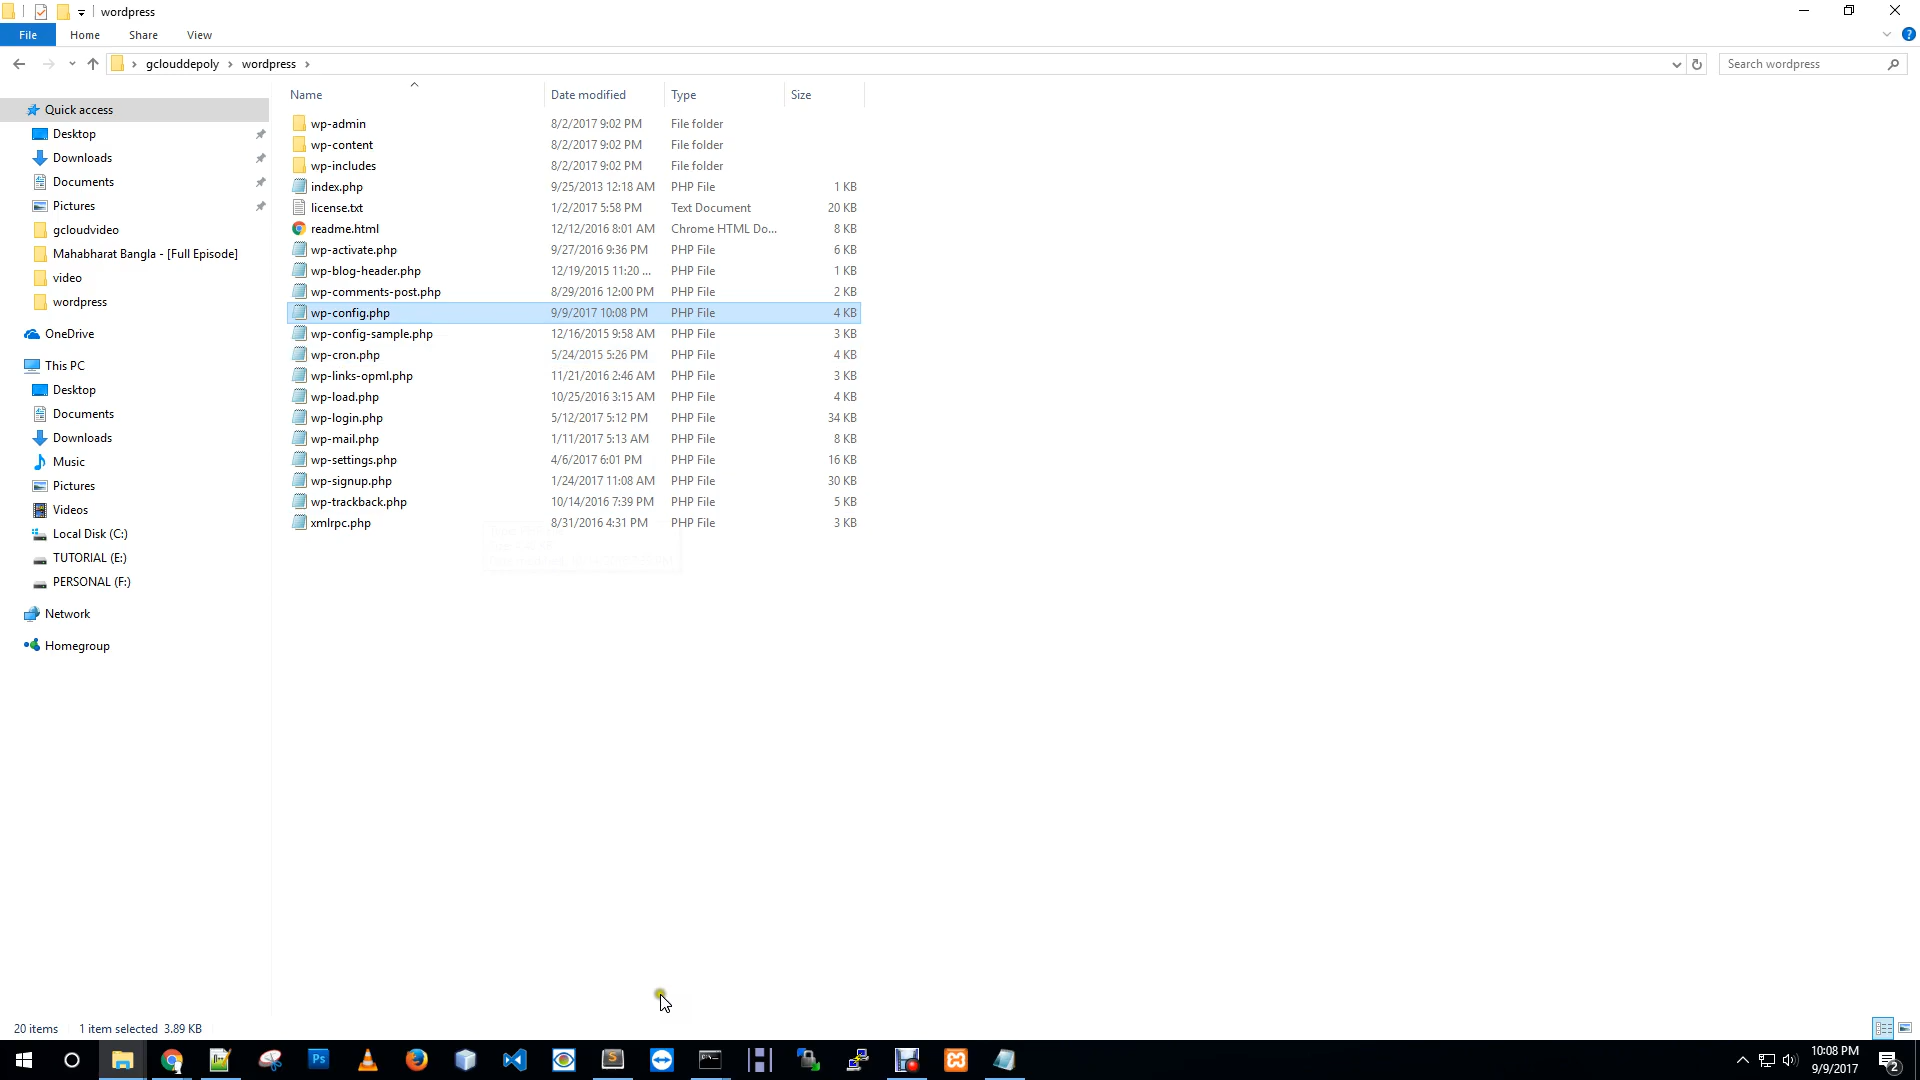 wordpress
File Home Share View
gclouddepoly wordpress
Search wordpress
Name Date modified Type Size
Quick access
Desktop
Downloads
Documents
Pictures
gcloudvideo
Mahabharat Bangla - [Full Episode]
video
wordpress
OneDrive
This PC
Desktop
Documents
Downloads
Music
Pictures
Videos
Local Disk (C:)
TUTORIAL (E:)
PERSONAL (F:)
Network
Homegroup
wp-admin 8/2/2017 9:02 PM File folder
wp-content 8/2/2017 9:02 PM File folder
wp-includes 8/2/2017 9:02 PM File folder
index.php 9/25/2013 12:18 AM PHP File 1 KB
license.txt 1/2/2017 5:58 PM Text Document 20 KB
readme.html 12/12/2016 8:01 AM Chrome HTML Do... 8 KB
wp-activate.php 9/27/2016 9:36 PM PHP File 6 KB
wp-blog-header.php 12/19/2015 11:20 ... PHP File 1 KB
wp-comments-post.php 8/29/2016 12:00 PM PHP File 2 KB
wp-config.php 9/9/2017 10:08 PM PHP File 4 KB
wp-config-sample.php 12/16/2015 9:58 AM PHP File 3 KB
wp-cron.php 5/24/2015 5:26 PM PHP File 4 KB
wp-links-opml.php 11/21/2016 2:46 AM PHP File 3 KB
wp-load.php 10/25/2016 3:15 AM PHP File 4 KB
wp-login.php 5/12/2017 5:12 PM PHP File 34 KB
wp-mail.php 1/11/2017 5:13 AM PHP File 8 KB
wp-settings.php 4/6/2017 6:01 PM PHP File 16 KB
wp-signup.php 1/24/2017 11:08 AM PHP File 30 KB
wp-trackback.php 10/14/2016 7:39 PM PHP File 5 KB
xmlrpc.php 8/31/2016 4:31 PM PHP File 3 KB
20 items 1 item selected 3.89 KB
Ps
10:08 PM
9/9/2017
2